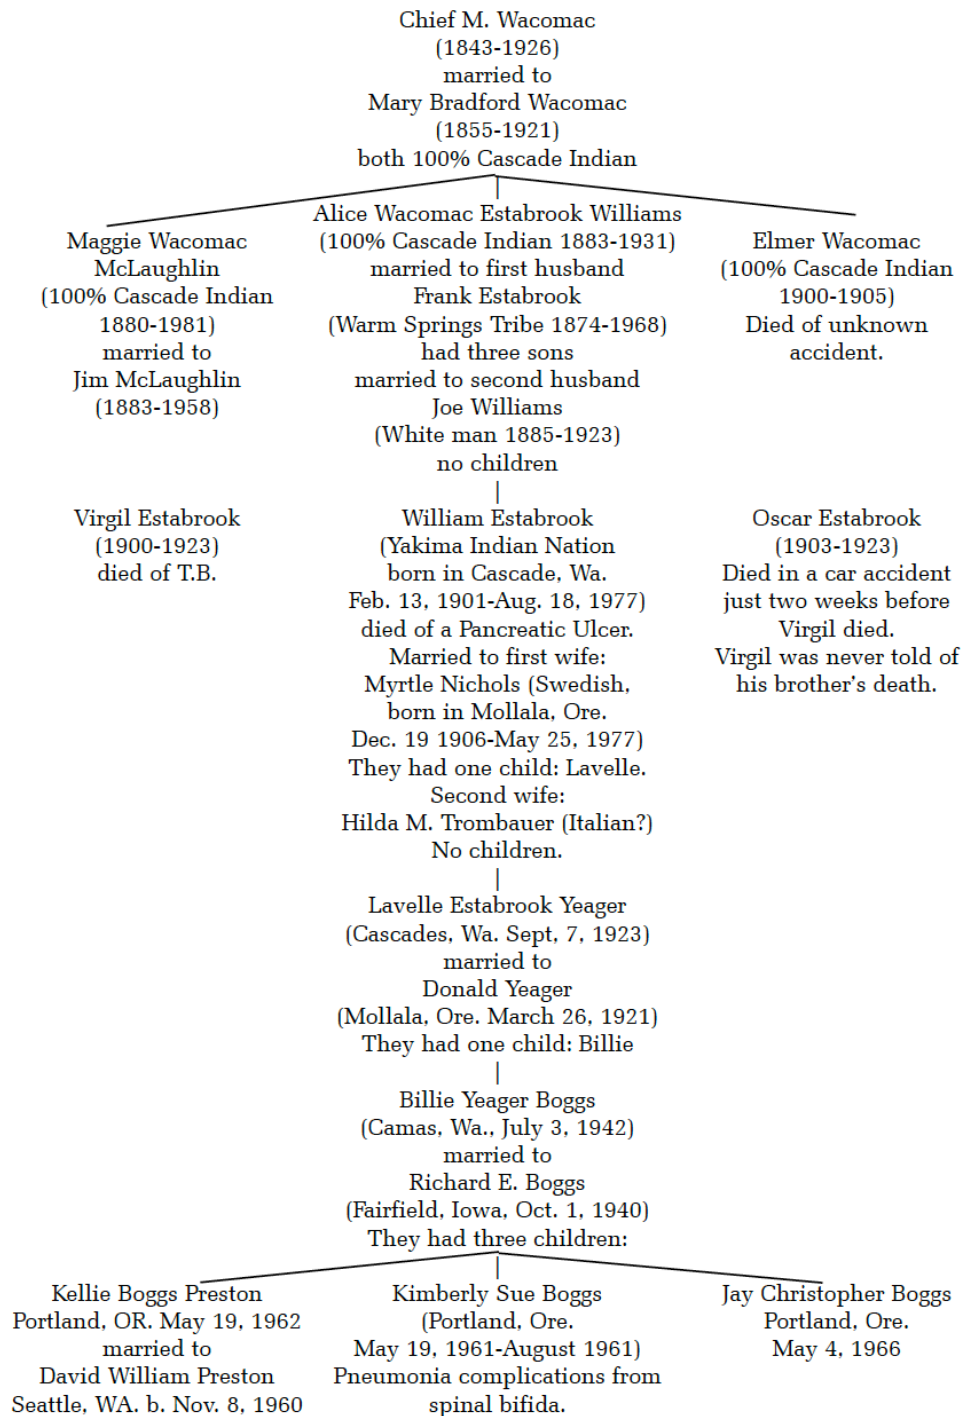 Chief M. Wacomac
(1843-1926)
married to
Mary Bradford Wacomac
(1855-1921)
both 100% Cascade Indian
Maggie Wacomac
McLaughlin
(100% Cascade Indian
1880-1981)
married to
Jim McLaughlin
(1883-1958)
Alice Wacomac Estabrook Williams
(100% Cascade Indian 1883-1931)
married to first husband
Frank Estabrook
(Warm Springs Tribe 1874-1968)
had three sons
married to second husband
Joe Williams
(White man 1885-1923)
no children
Elmer Wacomac
(100% Cascade Indian
1900-1905)
Died of unknown
accident.
Virgil Estabrook
(1900-1923)
died of T.B.
William Estabrook
(Yakima Indian Nation
born in Cascade, Wa.
Feb. 13, 1901-Aug. 18, 1977)
died of a Pancreatic Ulcer.
Married to first wife:
Myrtle Nichols (Swedish,
born in Mollala, Ore.
Dec. 19 1906-May 25, 1977)
They had one child: Lavelle.
Second wife:
Hilda M. Trombauer (Italian?)
No children.
Oscar Estabrook
(1903-1923)
Died in a car accident
just two weeks before
Virgil died.
Virgil was never told of
his brother's death.
Lavelle Estabrook Yeager
(Cascades, Wa. Sept, 7, 1923)
married to
Donald Yeager
(Mollala, Ore. March 26, 1921)
They had one child: Billie
Billie Yeager Boggs
(Camas, Wa., July 3, 1942)
married to
Richard E. Boggs
(Fairfield, Iowa, Oct. 1, 1940)
They had three children:
Kellie Boggs Preston
Portland, OR. May 19, 1962
married to
David William Preston
Seattle, WA. b. Nov. 8, 1960
Kimberly Sue Boggs
(Portland, Ore.
May 19, 1961-August 1961)
Pneumonia complications from
spinal bifida.
Jay Christopher Boggs
Portland, Ore.
May 4, 1966